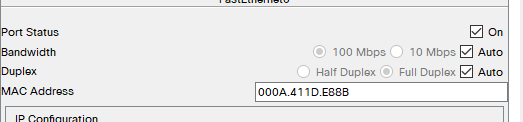 FastEthernet0
Port Status On
Bandwidth 100 Mbps 10 Mbps Auto
Duplex Half Duplex Full Duplex Auto
MAC Address 000A.411D.E88B
IP Configuration